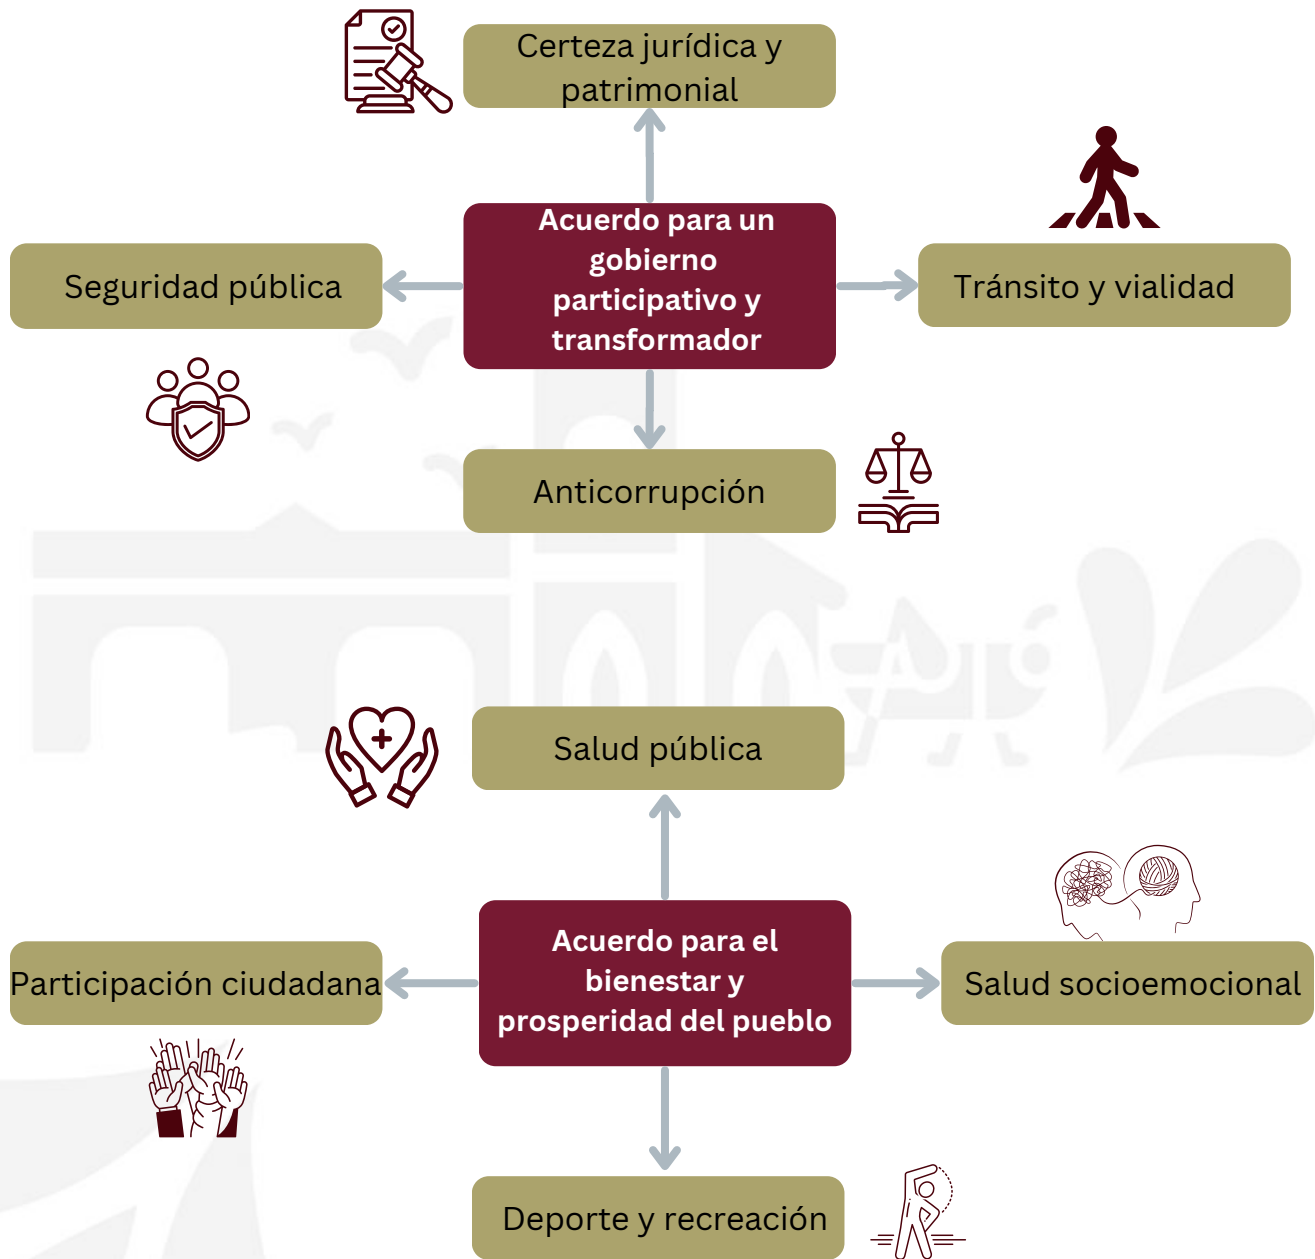 Certeza jurídica y
patrimonial
Acuerdo para un
gobierno
participativo y
transformador
Seguridad pública
Tránsito y vialidad
Anticorrupción
Salud pública
Acuerdo para el
bienestar y
prosperidad del pueblo
Participación ciudadana
Salud socioemocional
Deporte y recreación